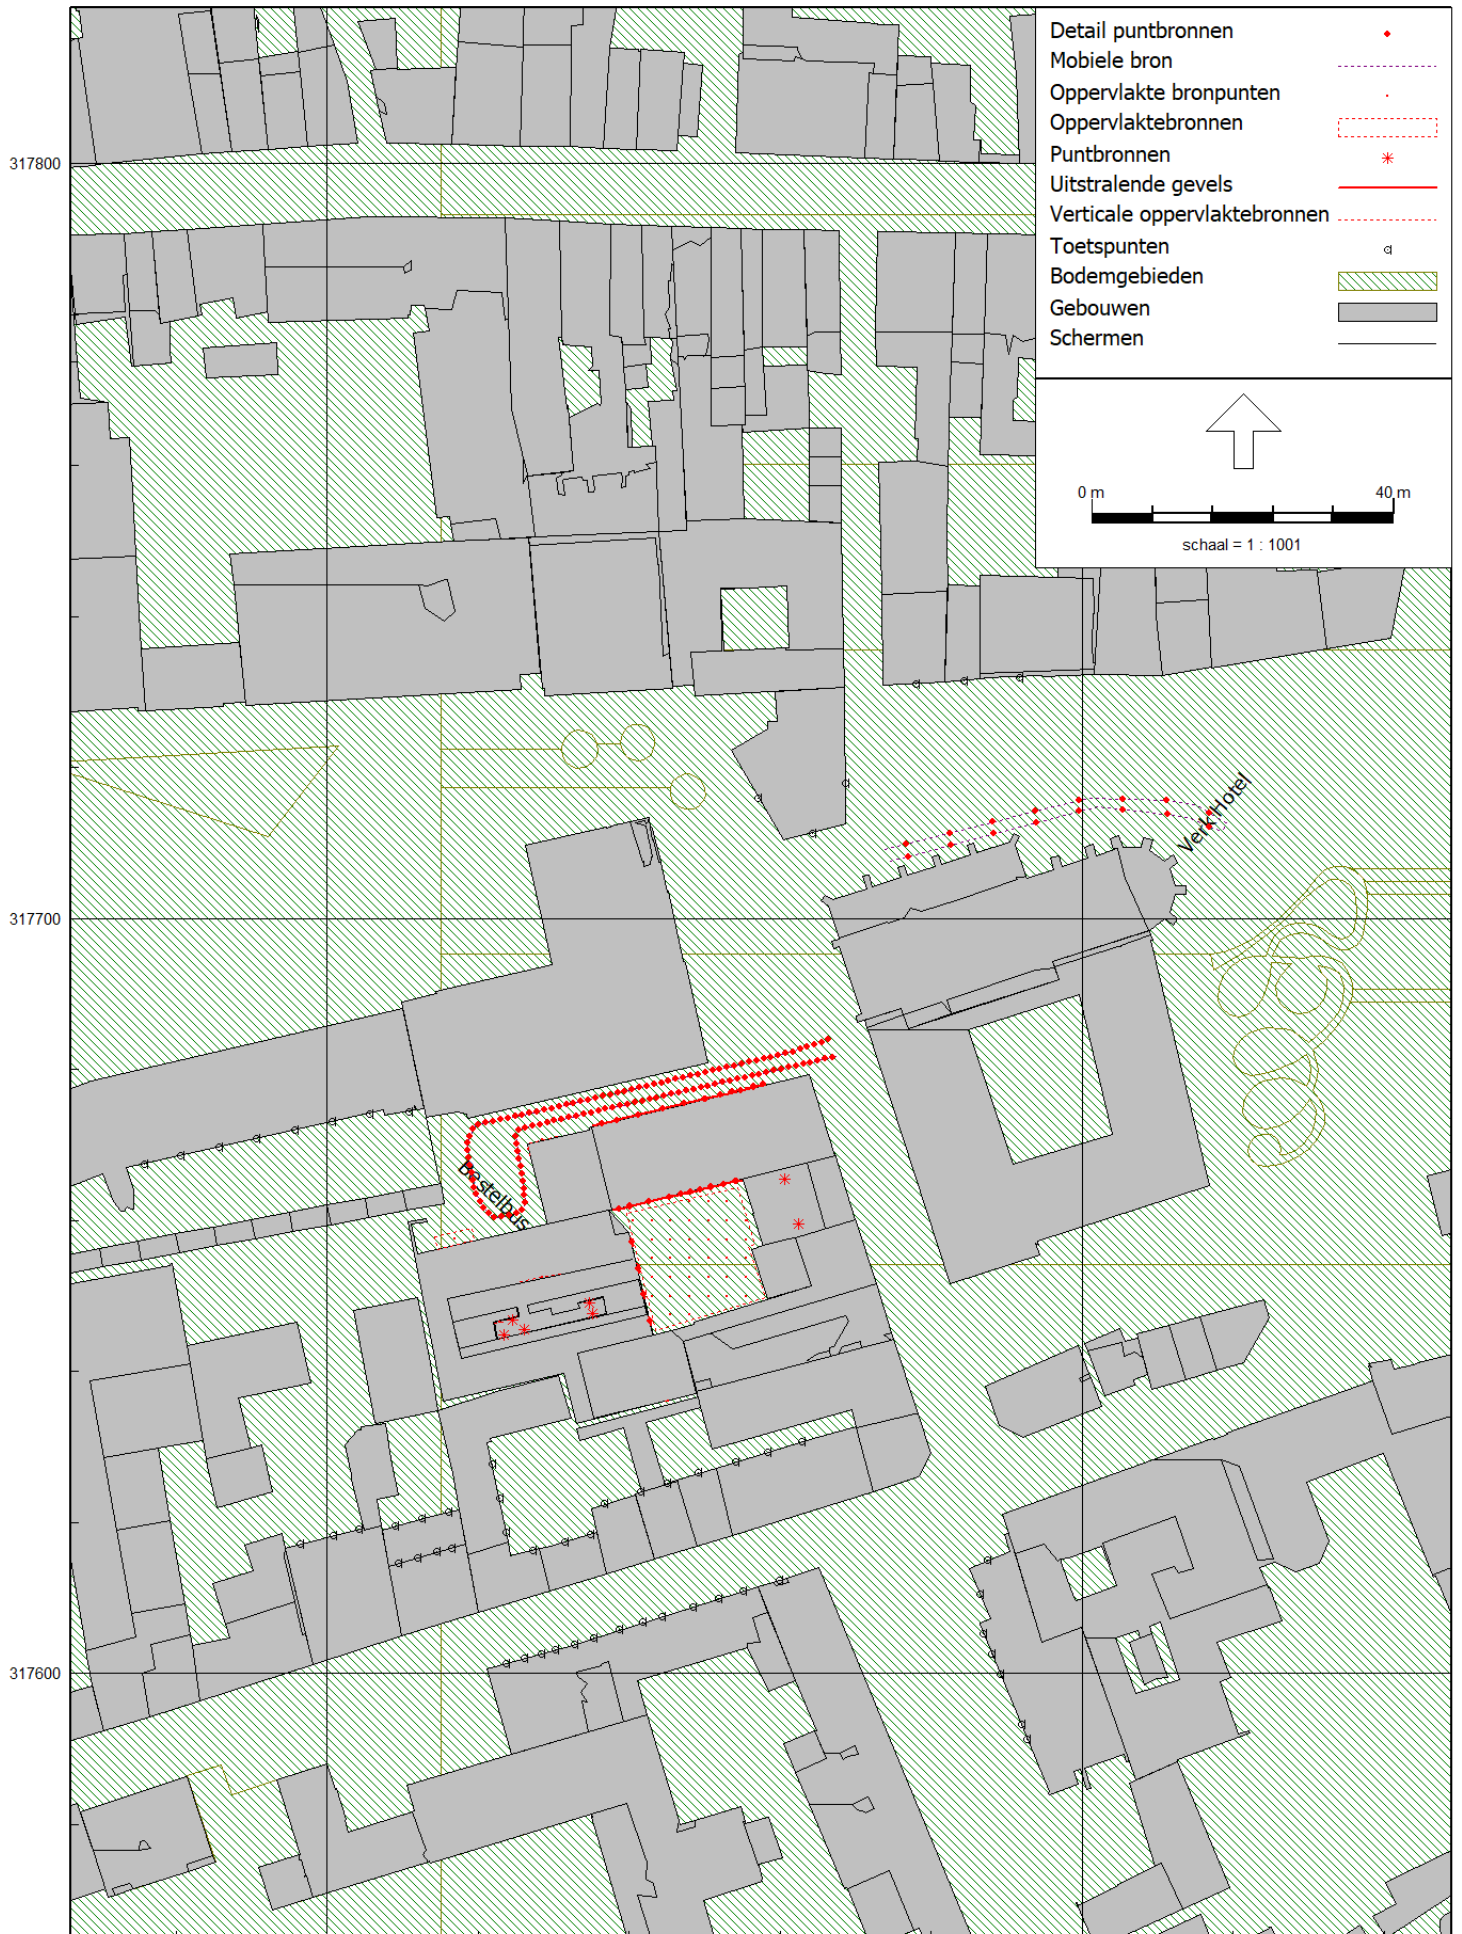 Detail puntbronnen
Mobiele bron
Oppervlakte bronpunten
Oppervlaktebronnen
Puntbronnen
Uitstralende gevels
Verticale oppervlaktebronnen
Toetspunten
Bodemgebieden
Gebouwen
Schermen
0 m 40 m
schaal = 1 : 1001
317800
Verk Hotel
317700
Bestelbus
317600